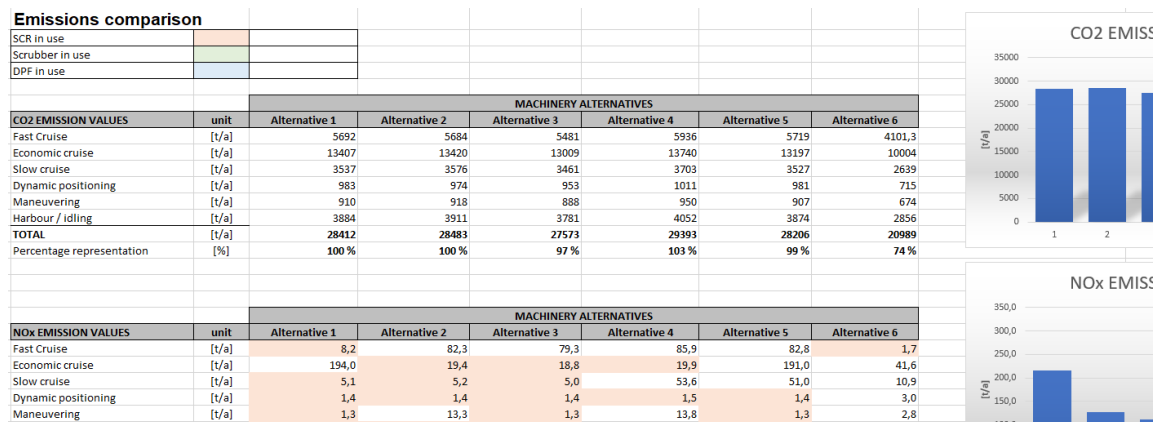 Emissions comparison
SCR in use
Scrubber in use
DPF in use
MACHINERY ALTERNATIVES
CO2 EMISSION VALUES unit Alternative 1 Alternative 2 Alternative 3 Alternative 4 Alternative 5 Alternative 6
Fast Cruise [t/a] 5692 5684 5481 5936 5719 4101,3
Economic cruise [t/a] 13407 13420 13009 13740 13197 10004
Slow cruise [t/a] 3537 3576 3461 3703 3527 2639
Dynamic positioning [t/a] 983 974 953 1011 981 715
Maneuvering [t/a] 910 918 888 950 907 674
Harbour / idling [t/a] 3884 3911 3781 4052 3874 2856
TOTAL [t/a] 28412 28483 27573 29393 28206 20989
Percentage representation [%] 100 % 100 % 97 % 103 % 99 % 74 %
MACHINERY ALTERNATIVES
NOx EMISSION VALUES unit Alternative 1 Alternative 2 Alternative 3 Alternative 4 Alternative 5 Alternative 6
Fast Cruise [t/a] 8,2 82,3 79,3 85,9 82,8 1,7
Economic cruise [t/a] 194,0 19,4 18,8 19,9 191,0 41,6
Slow cruise [t/a] 5,1 5,2 5,0 53,6 51,0 10,9
Dynamic positioning [t/a] 1,4 1,4 1,4 1,5 1,4 3,0
Maneuvering [t/a] 1,3 13,3 1,3 13,8 1,3 2,8
CO2 EMISS
35000
30000
25000
20000
15000
10000
5000
0
[t/a]
1 2
NOx EMISS
350,0
300,0
250,0
200,0
150,0
[t/a]